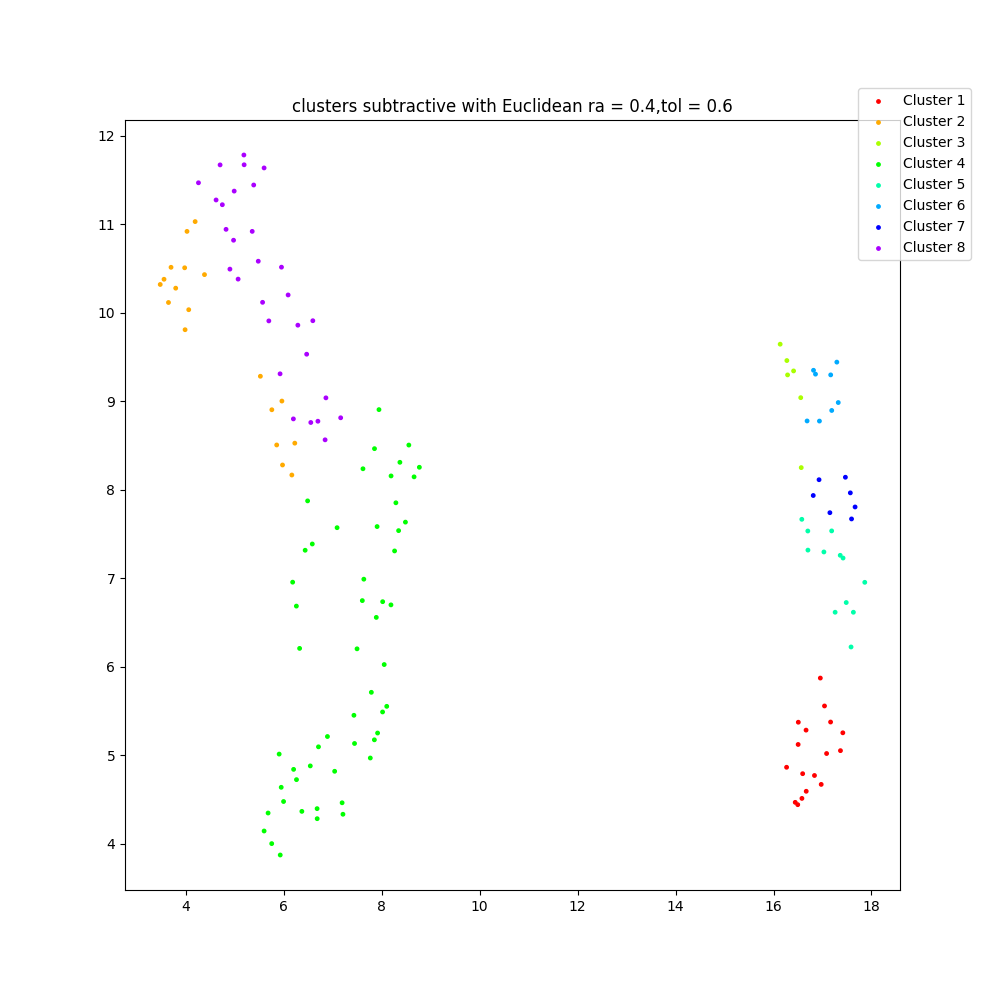 clusters subtractive with Euclidean ra = 0.4,tol = 0.6
Cluster 1
Cluster 2
Cluster 3
Cluster 4
Cluster 5
Cluster 6
Cluster 7
Cluster 8
12
11
10
9
8
7
6
5
4
4 6 8 10 12 14 16 18